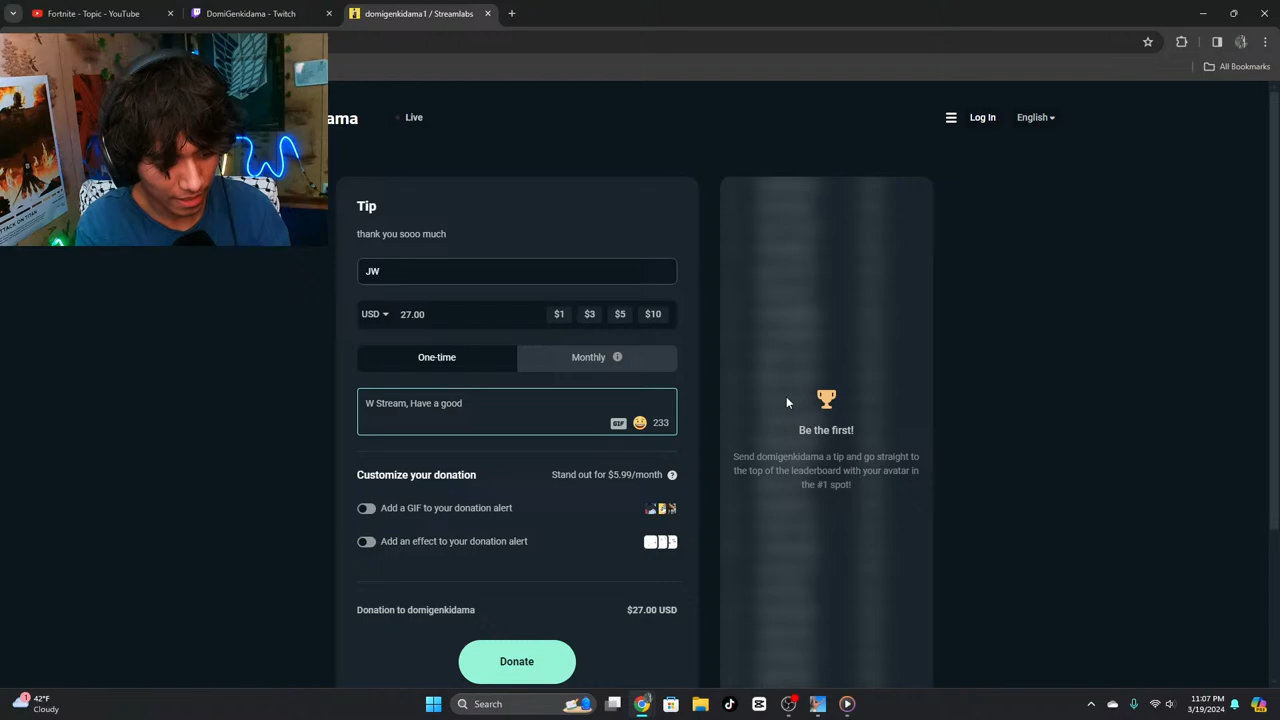 Fortnite - Topic - YouTube
DomiGenkidama - Twitch
domigenkidama1 / Streamlabs
All Bookmarks
ama
Live
Log In
English
ATTACK ON TITAN
Tip
thank you sooo much
JW
USD 27.00 $1 $3 $5 $10
One-time Monthly
W Stream, Have a good
GIF 233
Customize your donation Stand out for $5.99/month
Add a GIF to your donation alert
Add an effect to your donation alert
Donation to domigenkidama $27.00 USD
Donate
Be the first!
Send domigenkidama a tip and go straight to
the top of the leaderboard with your avatar in
the #1 spot!
1
42°F
Cloudy
Search
11:07 PM
3/19/2024